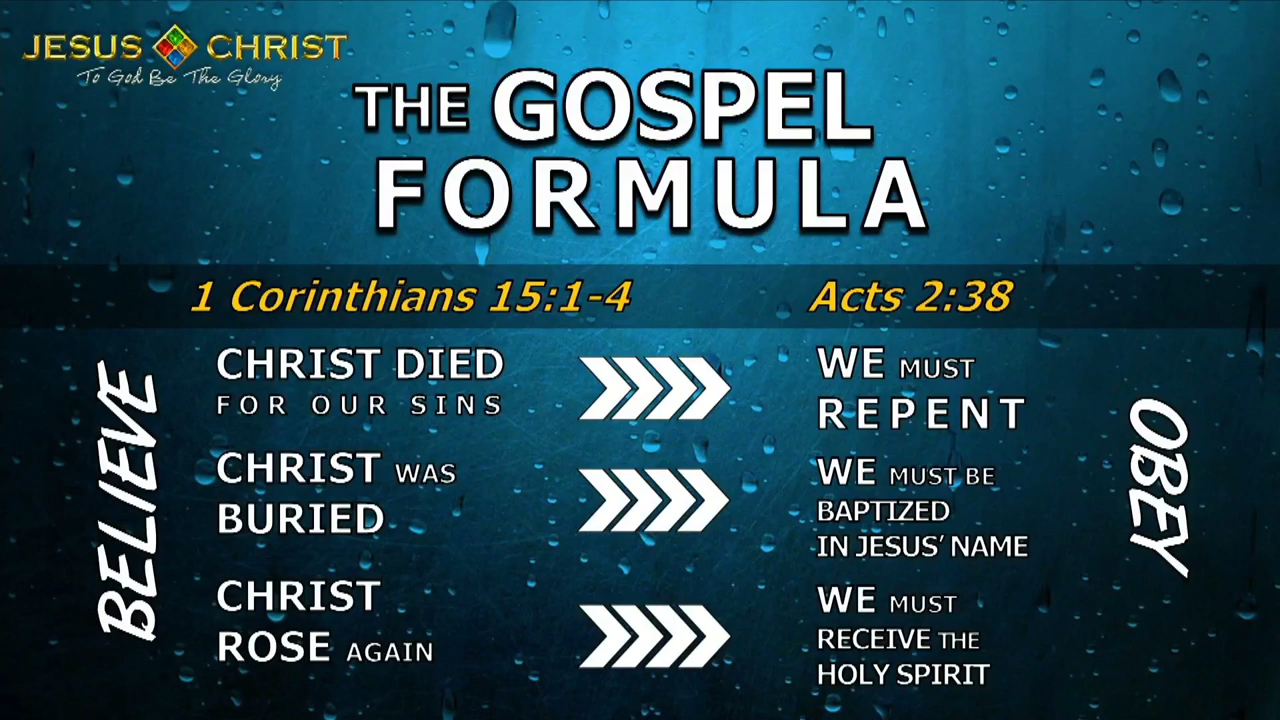 JESUS CHRIST
To God Be The Glory
THE GOSPEL
FORMULA
1 Corinthians 15:1-4
Acts 2:38
BELIEVE
CHRIST DIED
FOR OUR SINS
CHRIST WAS
BURIED
CHRIST
ROSE AGAIN
WE MUST
REPENT
WE MUST BE
BAPTIZED
IN JESUS' NAME
WE MUST
RECEIVE THE
HOLY SPIRIT
OBEY